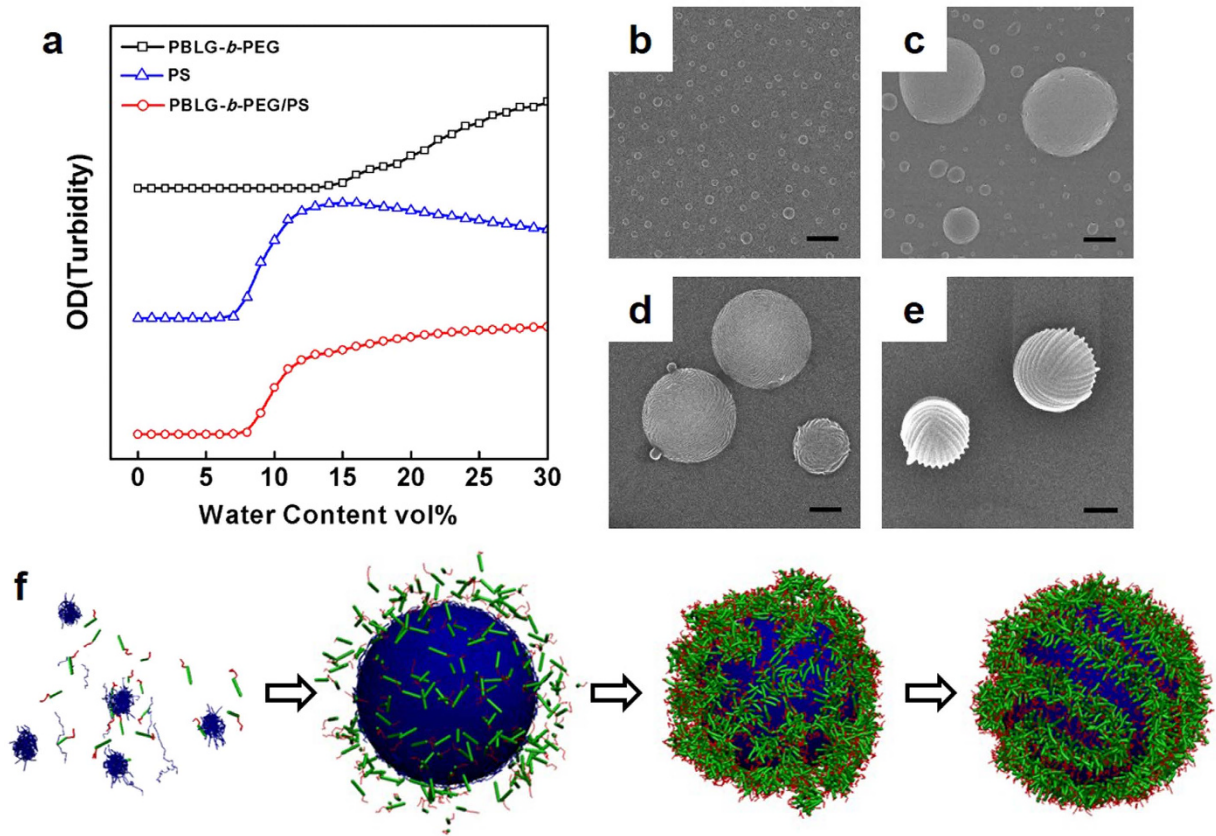 a
PBLG-b-PEG
PS
PBLG-b-PEG/PS
OD(Turbidity)
0 5 10 15 20 25 30
Water Content vol%
b
c
d
e
f